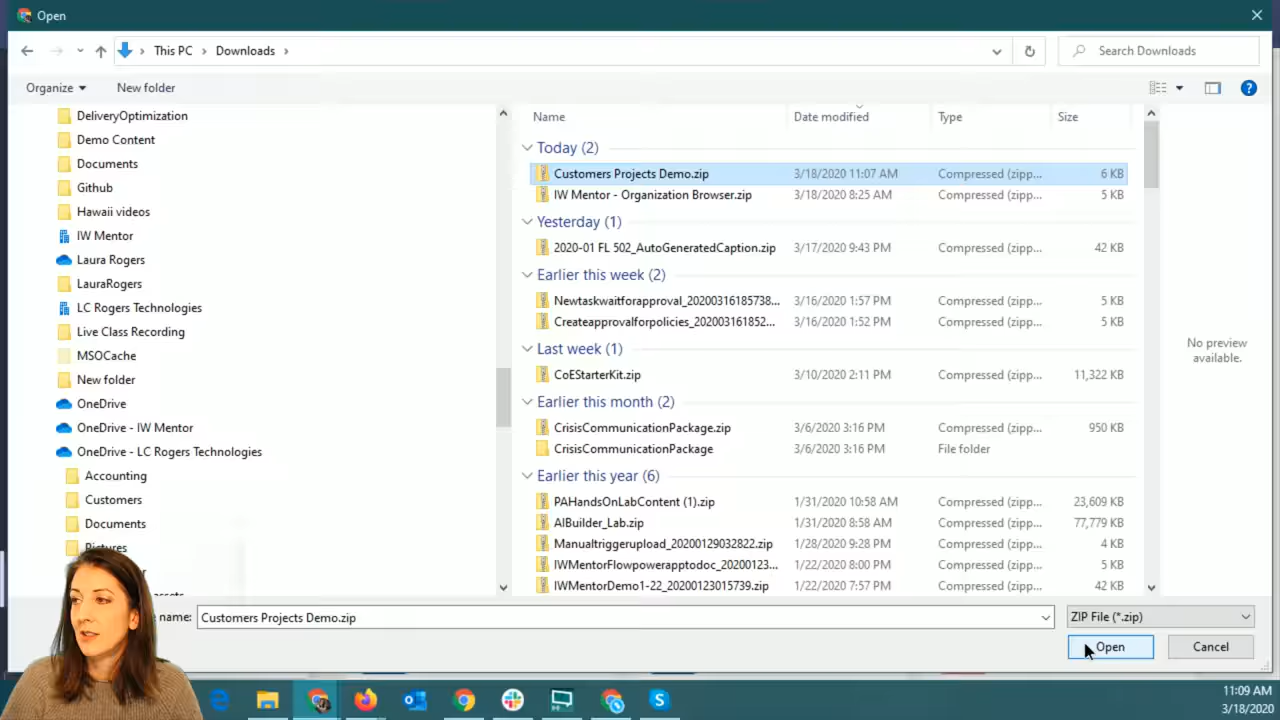 Open
This PC > Downloads >
Search Downloads
Organize
New folder
DeliveryOptimization
Demo Content
Documents
Github
Hawaii videos
IW Mentor
Laura Rogers
LauraRogers
LC Rogers Technologies
Live Class Recording
MSOCache
New folder
OneDrive
OneDrive - IW Mentor
OneDrive - LC Rogers Technologies
Accounting
Customers
Documents
Pictures
Name Date modified Type Size
Today (2)
Customers Projects Demo.zip 3/18/2020 11:07 AM Compressed (zipp... 6 KB
IW Mentor - Organization Browser.zip 3/18/2020 8:25 AM Compressed (zipp... 5 KB
Yesterday (1)
2020-01 FL 502_AutoGeneratedCaption.zip 3/17/2020 9:43 PM Compressed (zipp... 42 KB
Earlier this week (2)
Newtaskwaitforapproval_20200316185738... 3/16/2020 1:57 PM Compressed (zipp... 5 KB
Createapprovalforpolicies_202003161852... 3/16/2020 1:52 PM Compressed (zipp... 5 KB
Last week (1)
CoEStarterKit.zip 3/10/2020 2:11 PM Compressed (zipp... 11,322 KB
Earlier this month (2)
CrisisCommunicationPackage.zip 3/6/2020 3:16 PM Compressed (zipp... 950 KB
CrisisCommunicationPackage 3/6/2020 3:16 PM File folder
Earlier this year (6)
PAHandsOnLabContent (1).zip 1/31/2020 10:58 AM Compressed (zipp... 23,609 KB
AIBuilder_Lab.zip 1/31/2020 8:58 AM Compressed (zipp... 77,779 KB
Manualtriggerupload_20200129032822.zip 1/28/2020 9:28 PM Compressed (zipp... 4 KB
IWMentorFlowpowerapptodoc_20200123... 1/22/2020 8:00 PM Compressed (zipp... 5 KB
IWMentorDemo1-22_20200123015739.zip 1/22/2020 7:57 PM Compressed (zipp... 42 KB
No preview
available.
name: Customers Projects Demo.zip
ZIP File (*.zip)
Open
Cancel
11:09 AM
3/18/2020